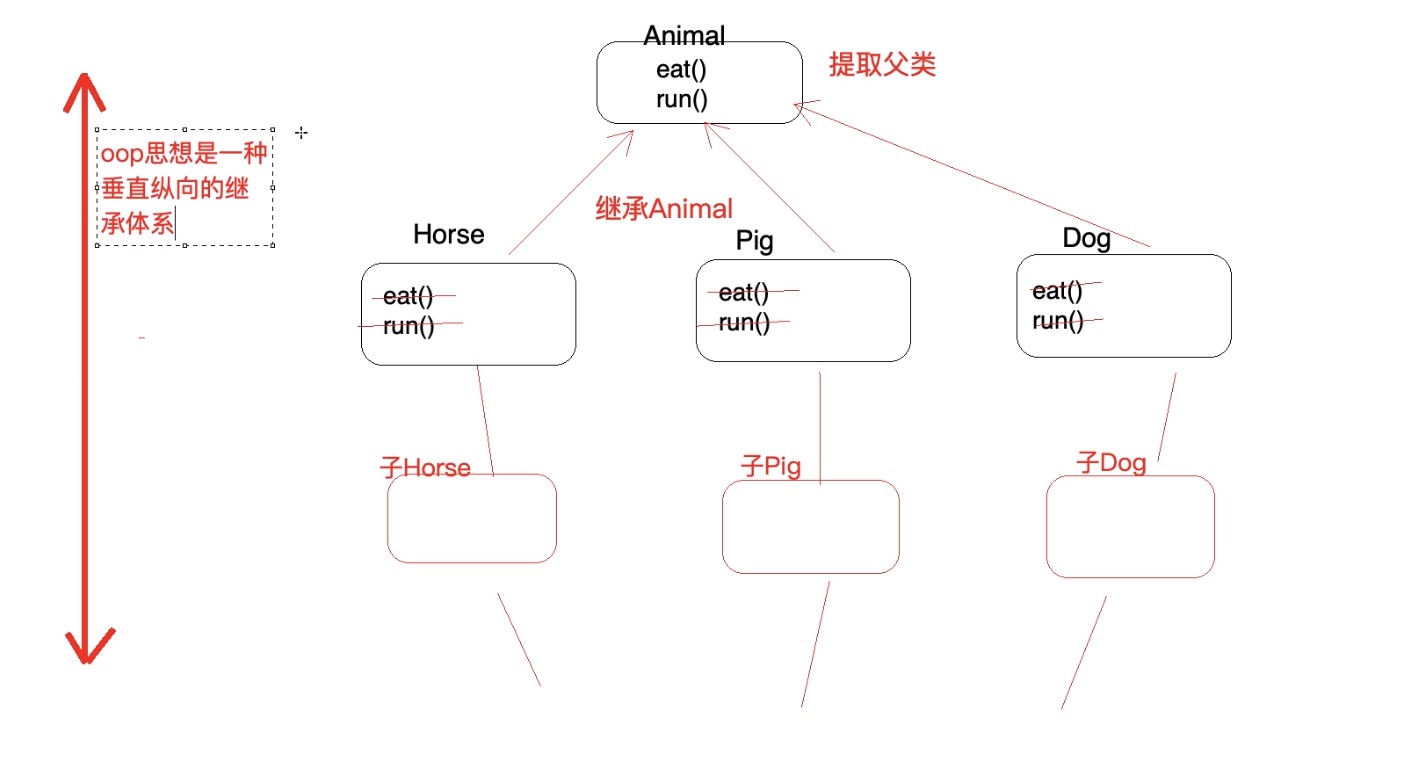 Animal
eat()
run()
提取父类
oop思想是一种
垂直纵向的继
承体系
继承Animal
Horse
Pig
Dog
eat()
run()
eat()
run()
eat()
run()
子Horse
子Pig
子Dog